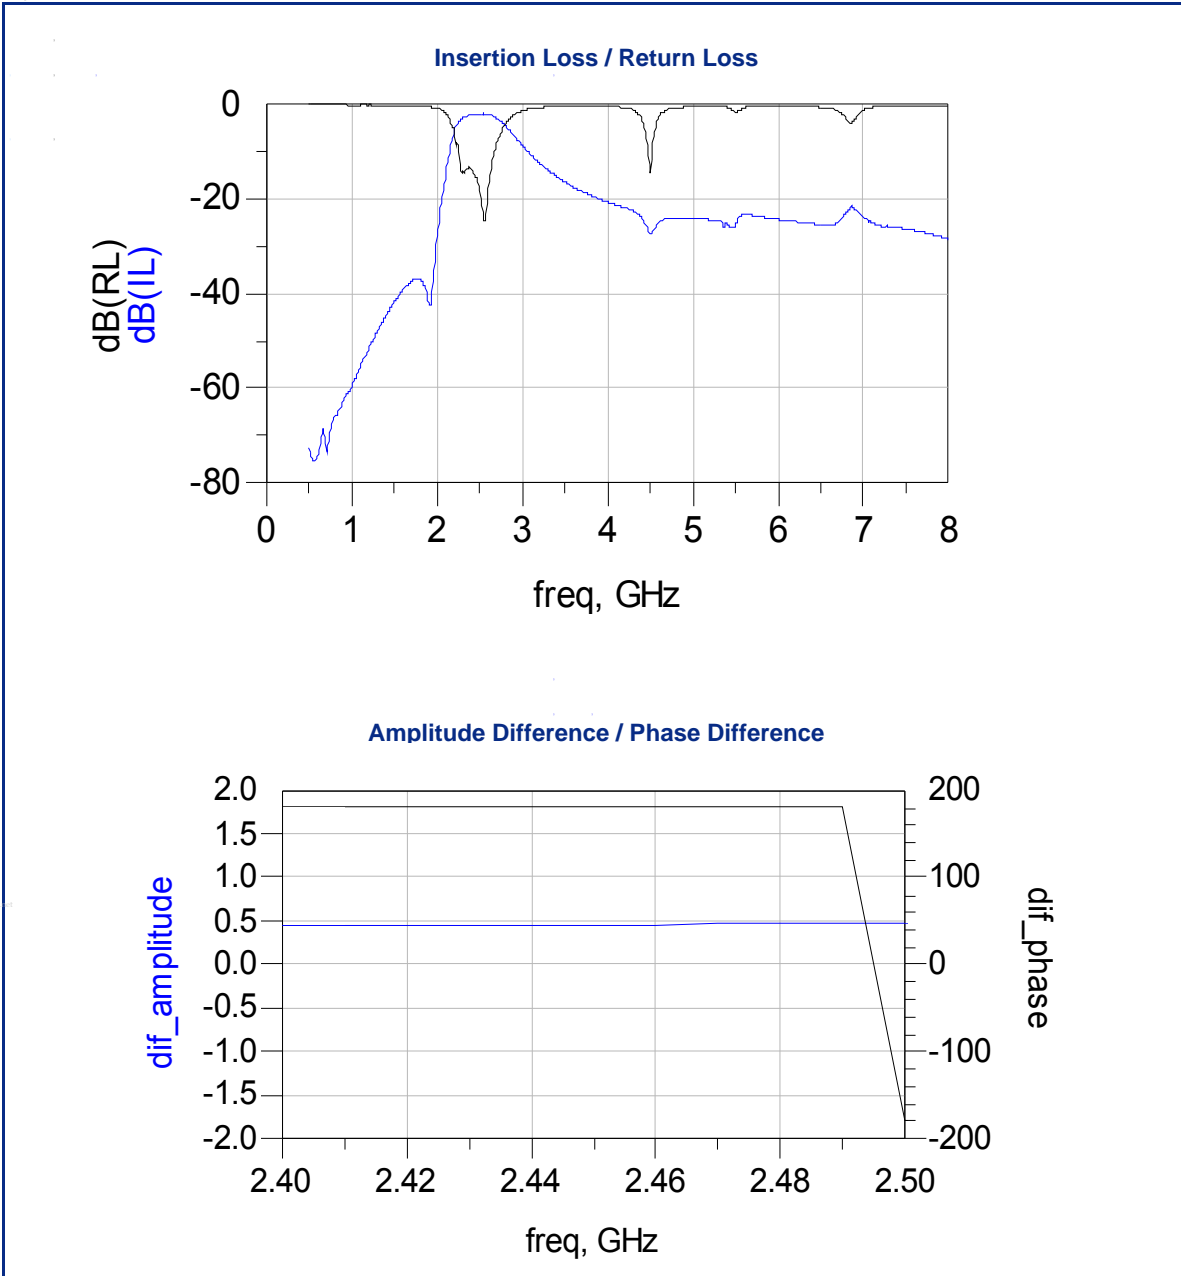 Insertion Loss / Return Loss
0
-20
-40
-60
-80
dB(RL)
dB(IL)
0 1 2 3 4 5 6 7 8
freq, GHz
Amplitude Difference / Phase Difference
2.0
1.5
1.0
0.5
0.0
-0.5
-1.0
-1.5
-2.0
dif_amplitude
200
100
0
-100
-200
dif_phase
2.40 2.42 2.44 2.46 2.48 2.50
freq, GHz